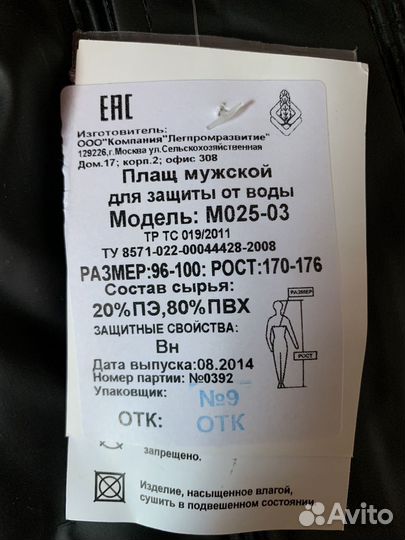 EAC
Изготовитель:
ООО"Компания"Легпромразвитие"
129226,г.Москва ул.Сельскохозяйственная
Дом.17; корп.2; офис 308
Плащ мужской
для защиты от воды
Модель: М025-03
ТР ТС 019/2011
ТУ 8571-022-00044428-2008
РАЗМЕР:96-100: РОСТ:170-176
Состав сырья:
20%ПЭ,80%ПВХ
ЗАЩИТНЫЕ СВОЙСТВА:
Вн
РАЗМЕР
РОСТ
Дата выпуска:08.2014
Номер партии: №0392
Упаковщик: №9
ОТК: ОТК
запрещено.
Изделие, насыщенное влагой,
сушить в подвешенном состоянии
Avito